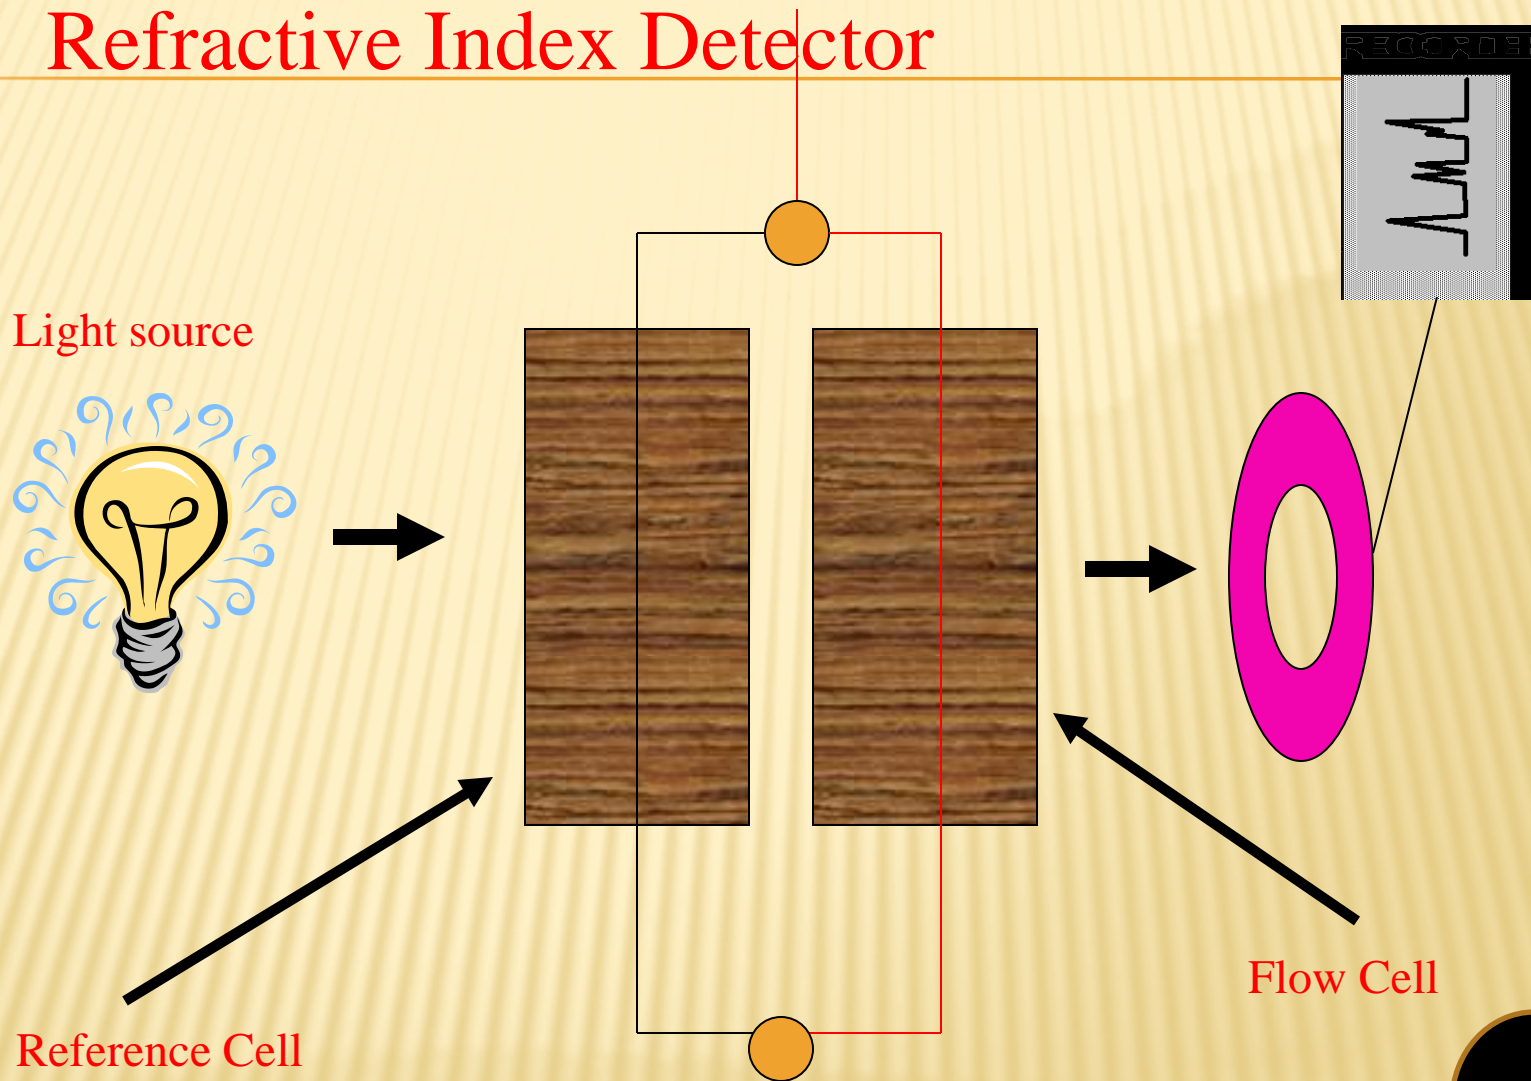 Refractive Index Detector
Light source
Flow Cell
Reference Cell